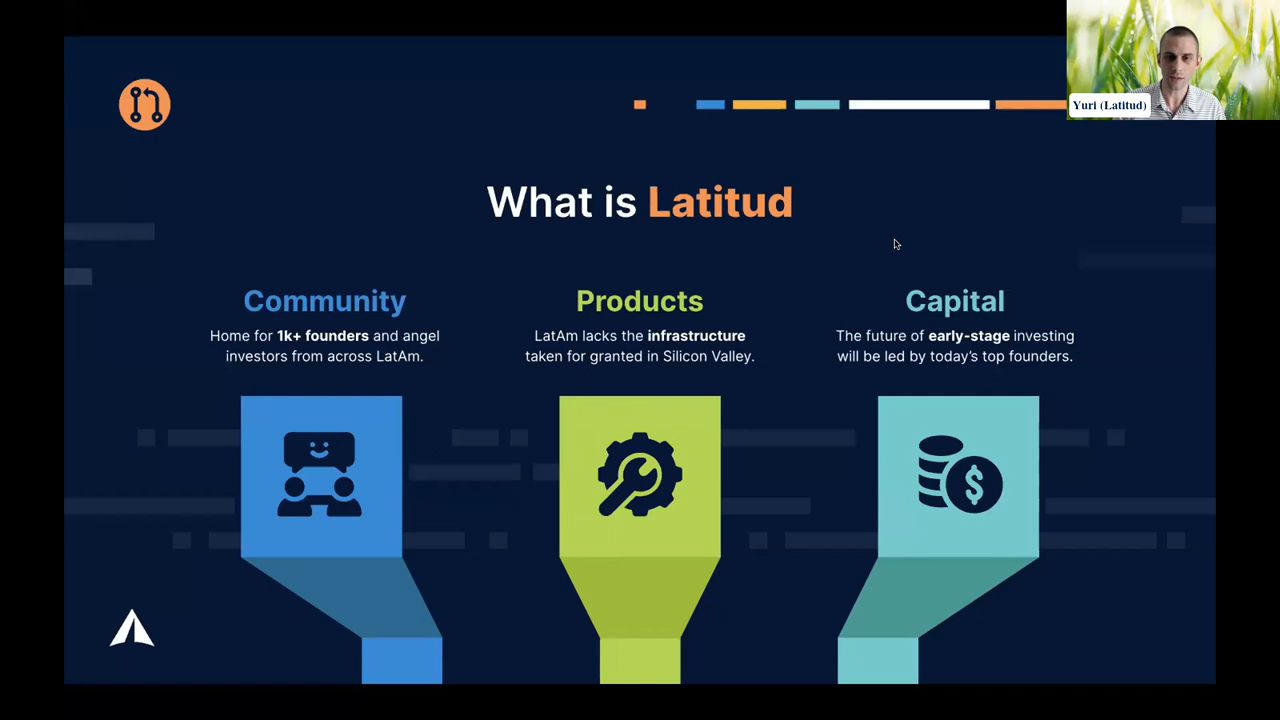 Yuri (Latitud)
What is Latitud
Community
Home for 1k+ founders and angel
investors from across LatAm.
Products
LatAm lacks the infrastructure
taken for granted in Silicon Valley.
Capital
The future of early-stage investing
will be led by today's top founders.
$